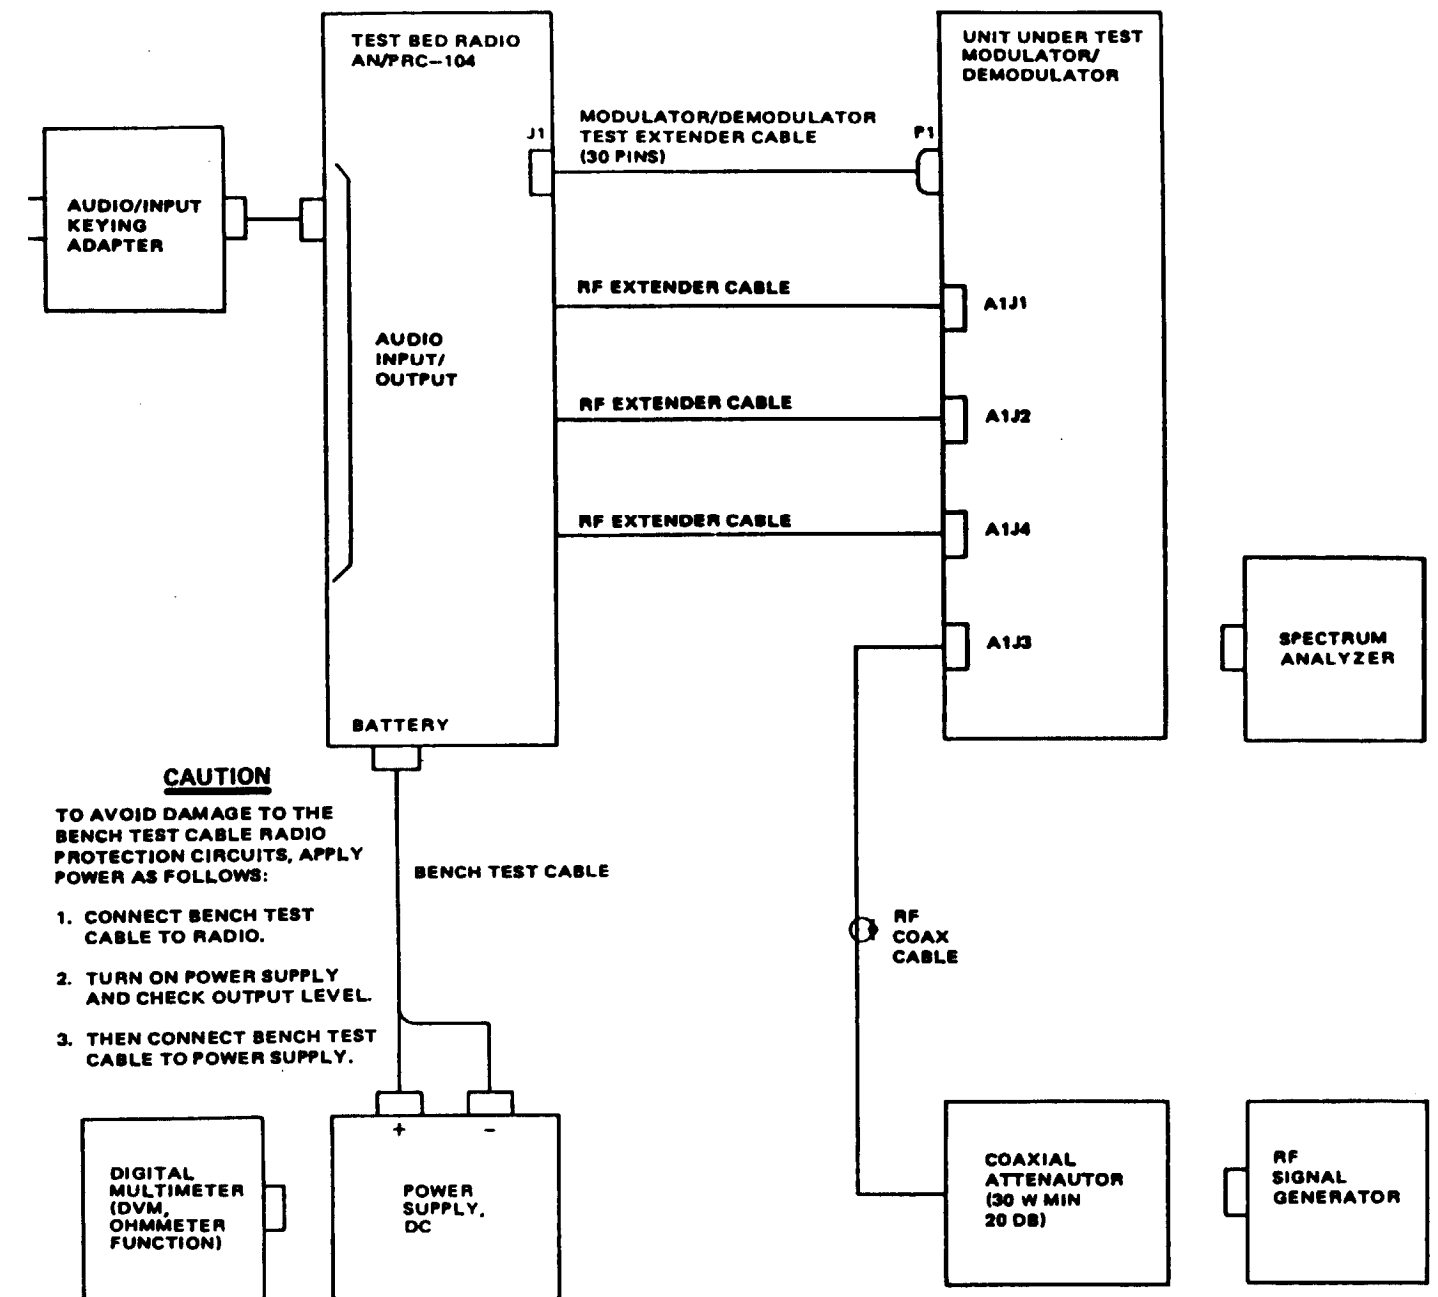 TEST BED RADIO
AN/PRC-104
UNIT UNDER TEST
MODULATOR/
DEMODULATOR
J1
MODULATOR/DEMODULATOR
TEST EXTENDER CABLE
(30 PINS)
P1
AUDIO/INPUT
KEYING
ADAPTER
RF EXTENDER CABLE
A1J1
AUDIO
INPUT/
OUTPUT
RF EXTENDER CABLE
A1J2
RF EXTENDER CABLE
A1J4
A1J3
SPECTRUM
ANALYZER
BATTERY
CAUTION
TO AVOID DAMAGE TO THE
BENCH TEST CABLE RADIO
PROTECTION CIRCUITS, APPLY
POWER AS FOLLOWS:
1. CONNECT BENCH TEST
CABLE TO RADIO.
2. TURN ON POWER SUPPLY
AND CHECK OUTPUT LEVEL.
3. THEN CONNECT BENCH TEST
CABLE TO POWER SUPPLY.
BENCH TEST CABLE
RF
COAX
CABLE
+
-
DIGITAL
MULTIMETER
(DVM,
OHMMETER
FUNCTION)
POWER
SUPPLY,
DC
COAXIAL
ATTENAUTOR
(30 W MIN
20 DB)
RF
SIGNAL
GENERATOR